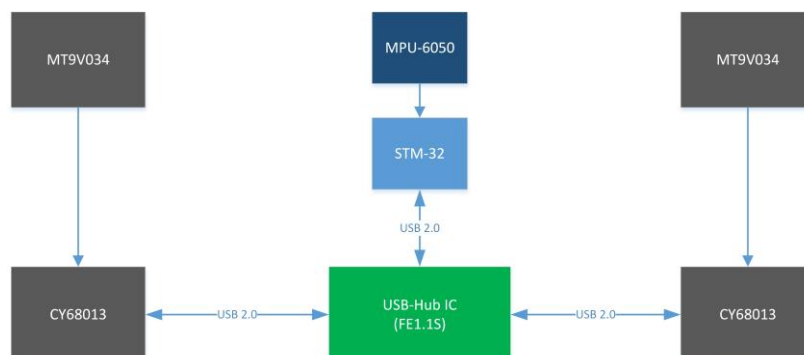 MT9V034
MPU-6050
MT9V034
STM-32
USB 2.0
CY68013
USB 2.0
USB-Hub IC
(FE1.1S)
USB 2.0
CY68013